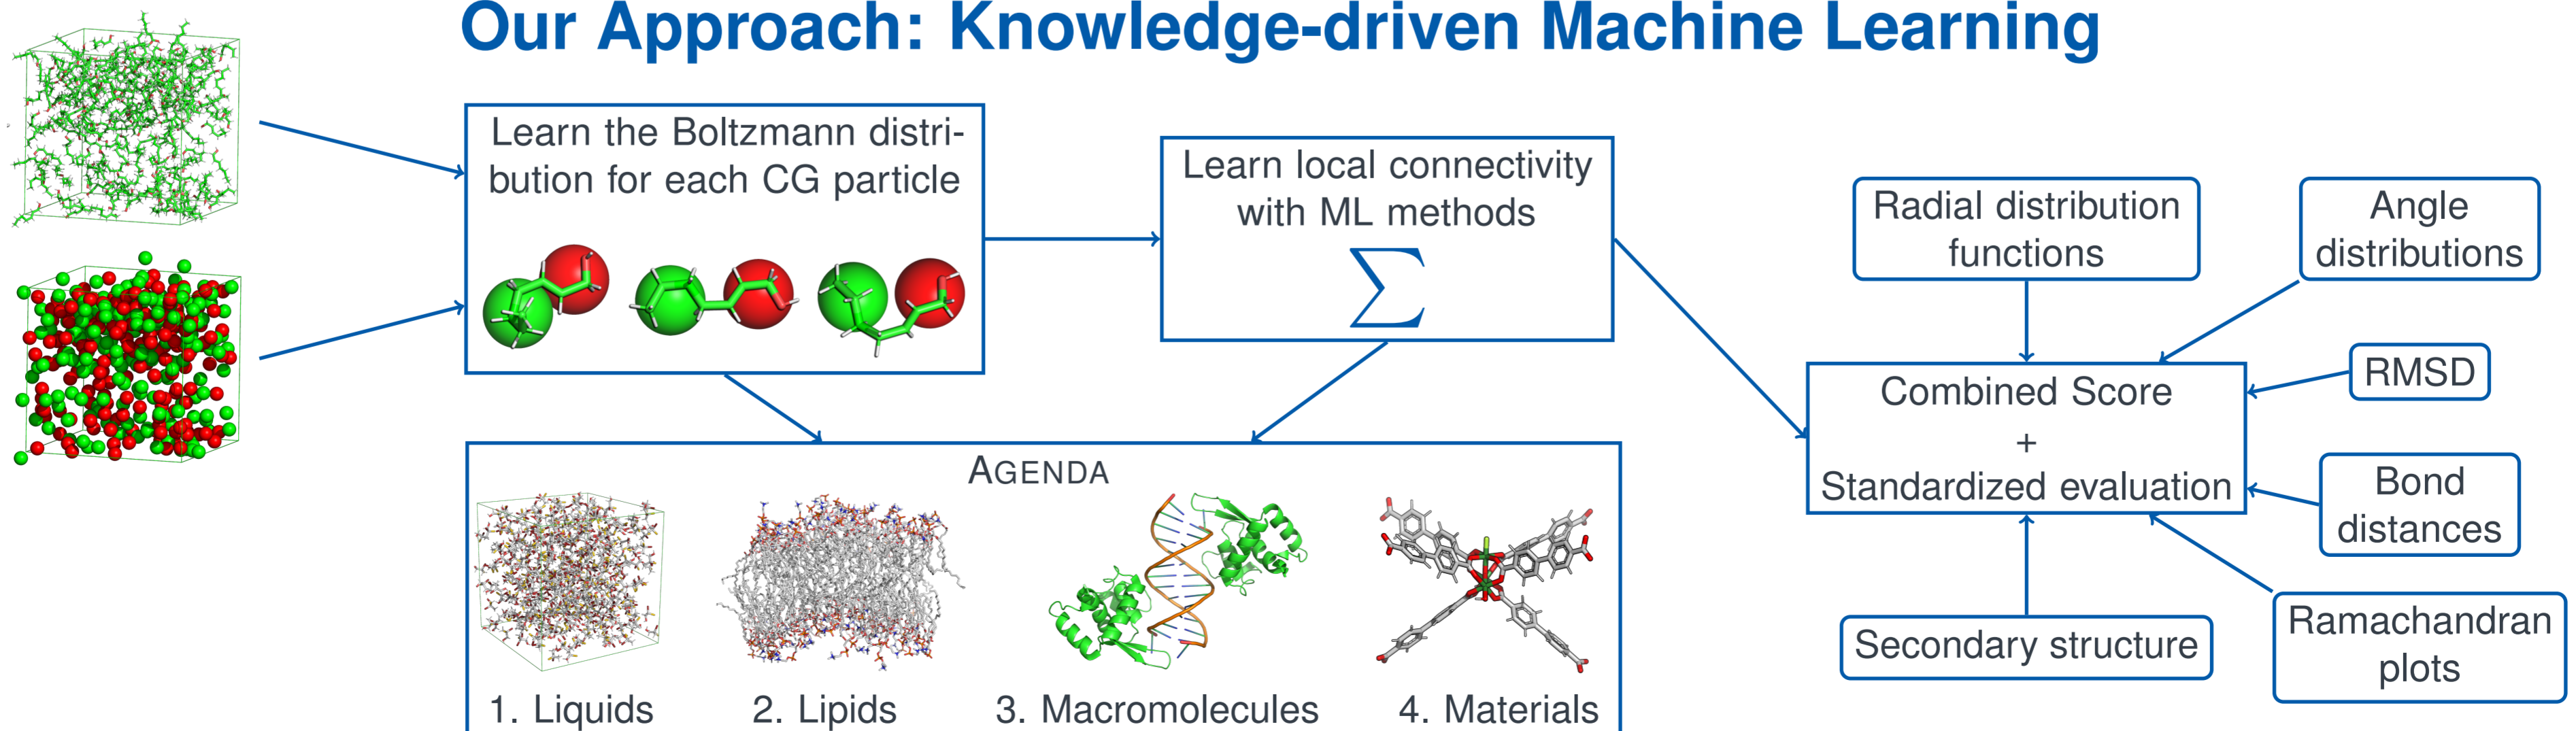 Our Approach: Knowledge-driven Machine Learning
Learn the Boltzmann distri-
bution for each CG particle
Learn local connectivity
with ML methods
∑
Radial distribution
functions
Angle
distributions
RMSD
Combined Score
+
Standardized evaluation
Bond
distances
Secondary structure
Ramachandran
plots
AGENDA
1. Liquids
2. Lipids
3. Macromolecules
4. Materials